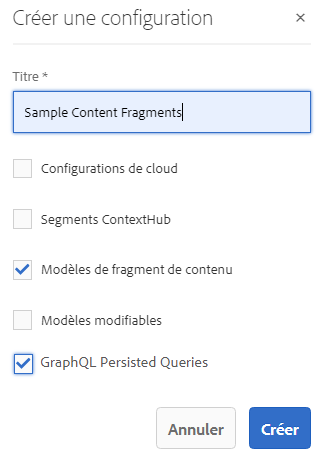 Créer une configuration ×
Titre *
Sample Content Fragments
Configurations de cloud
Segments ContextHub
Modèles de fragment de contenu
Modèles modifiables
GraphQL Persisted Queries
Annuler Créer